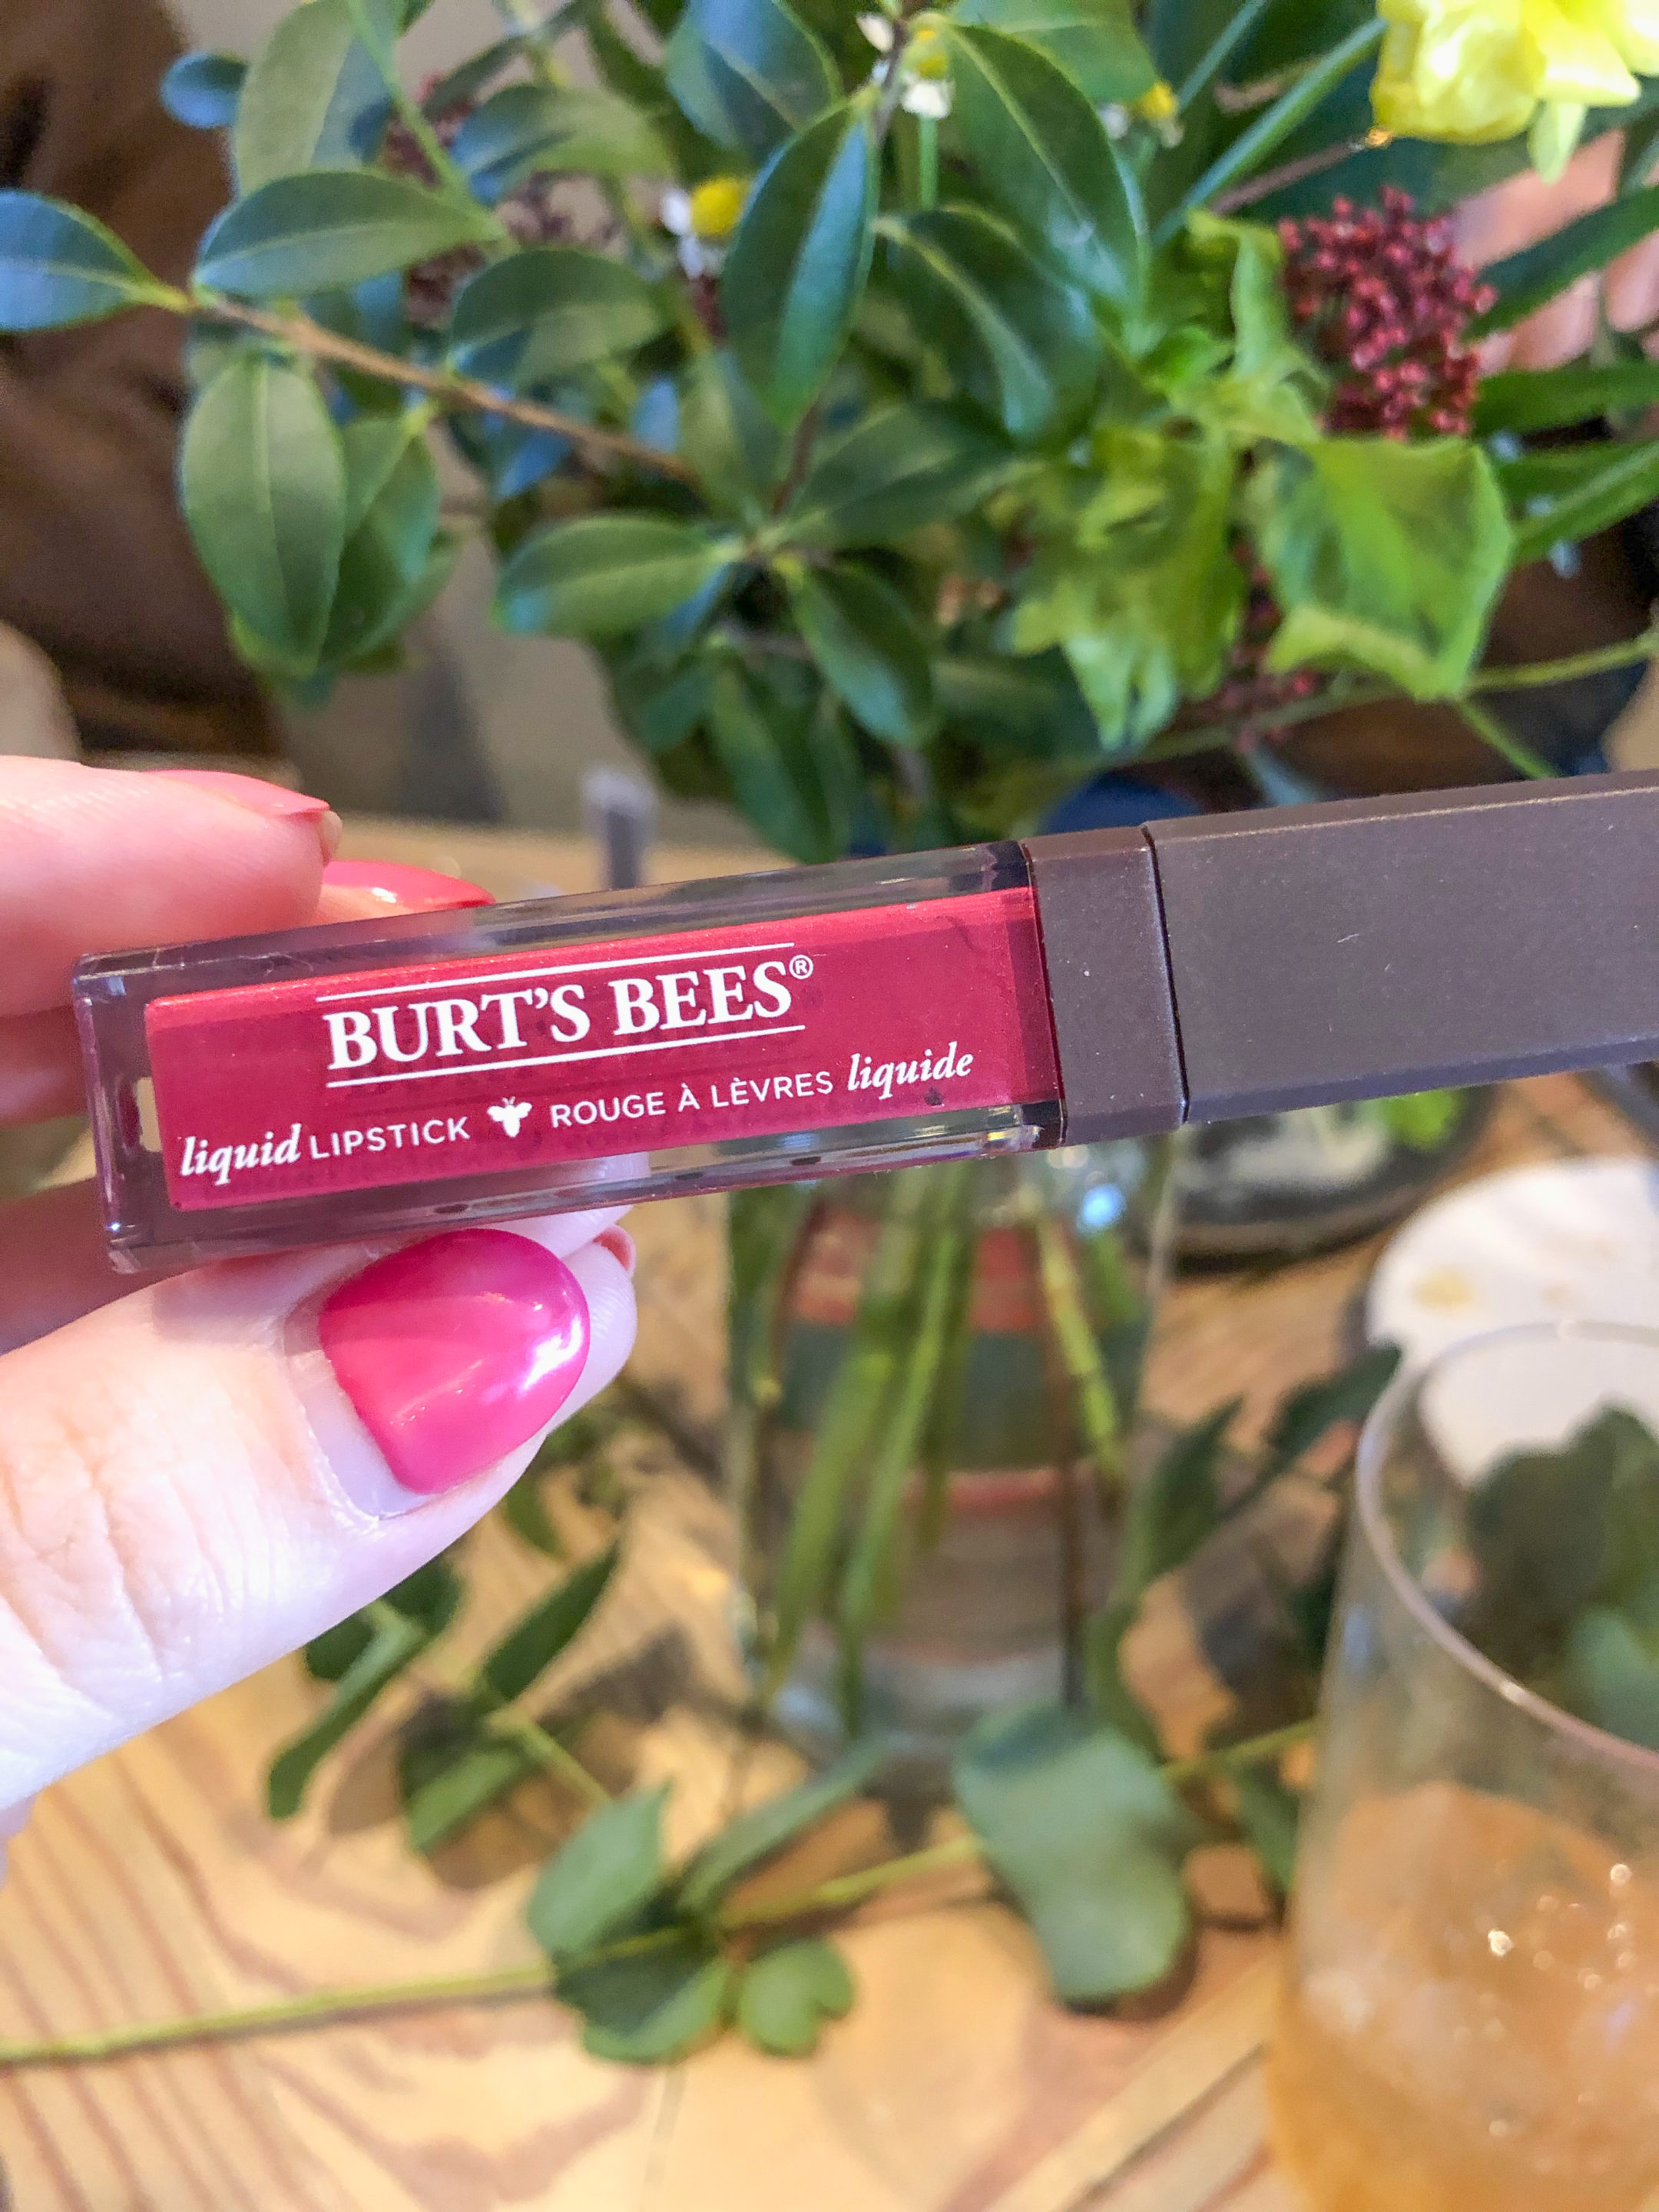 BURT'S BEES®
liquid LIPSTICK ROUGE À LÈVRES liquide